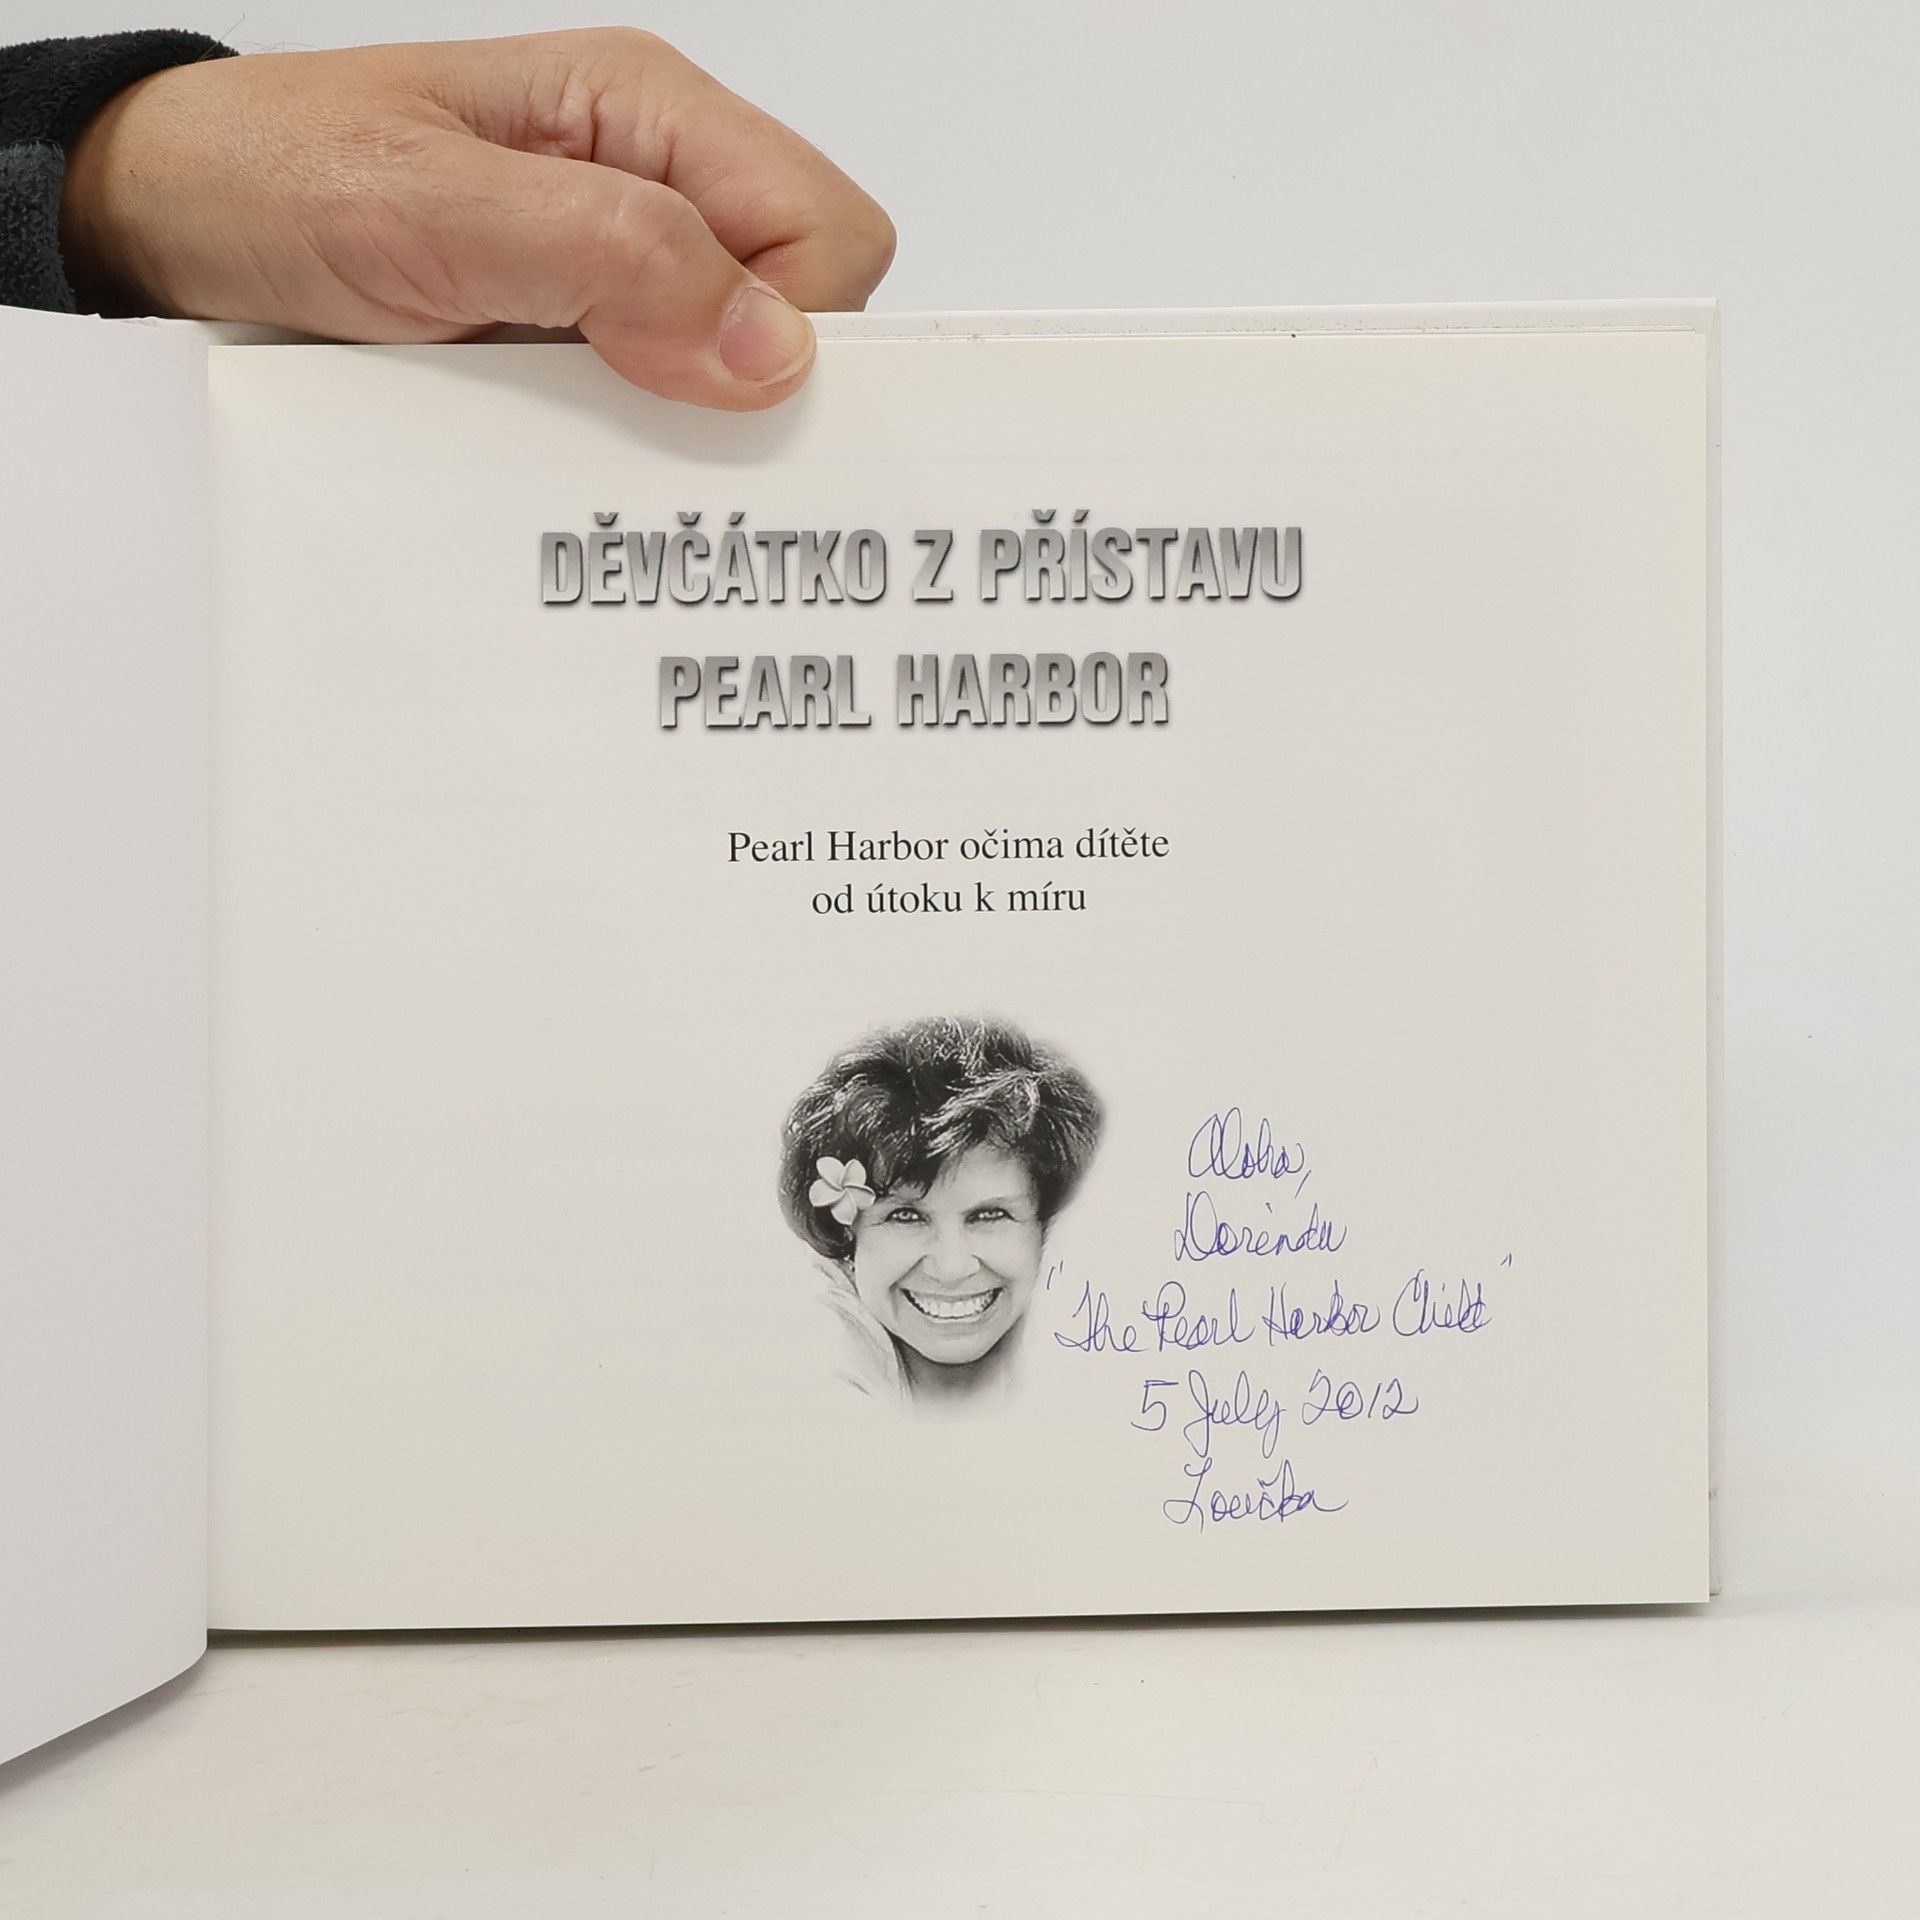 DĚVČÁTKO Z PŘÍSTAVU
PEARL HARBOR
Pearl Harbor očima dítěte
od útoku k míru
Aloha,
Dorinda
"The Pearl Harbor Child"
5 July 2012
Loučka